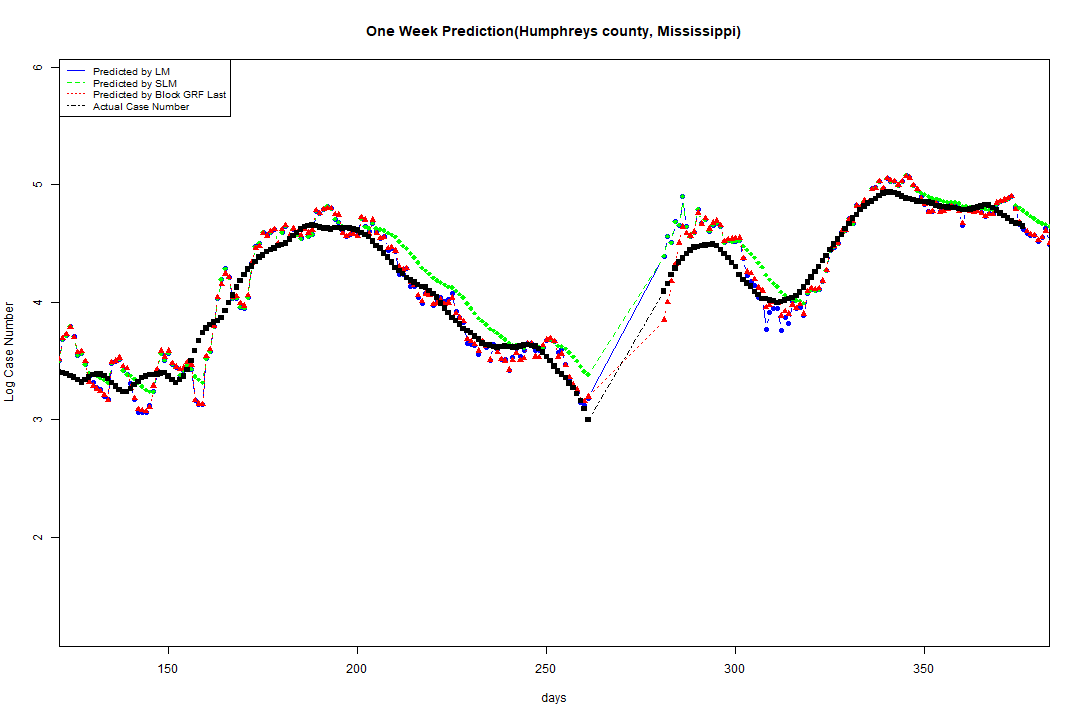 One Week Prediction(Humphreys county, Mississippi)
Predicted by LM
Predicted by SLM
Predicted by Block GRF Last
Actual Case Number
6
5
4
3
2
Log Case Number
150 200 250 300 350
days